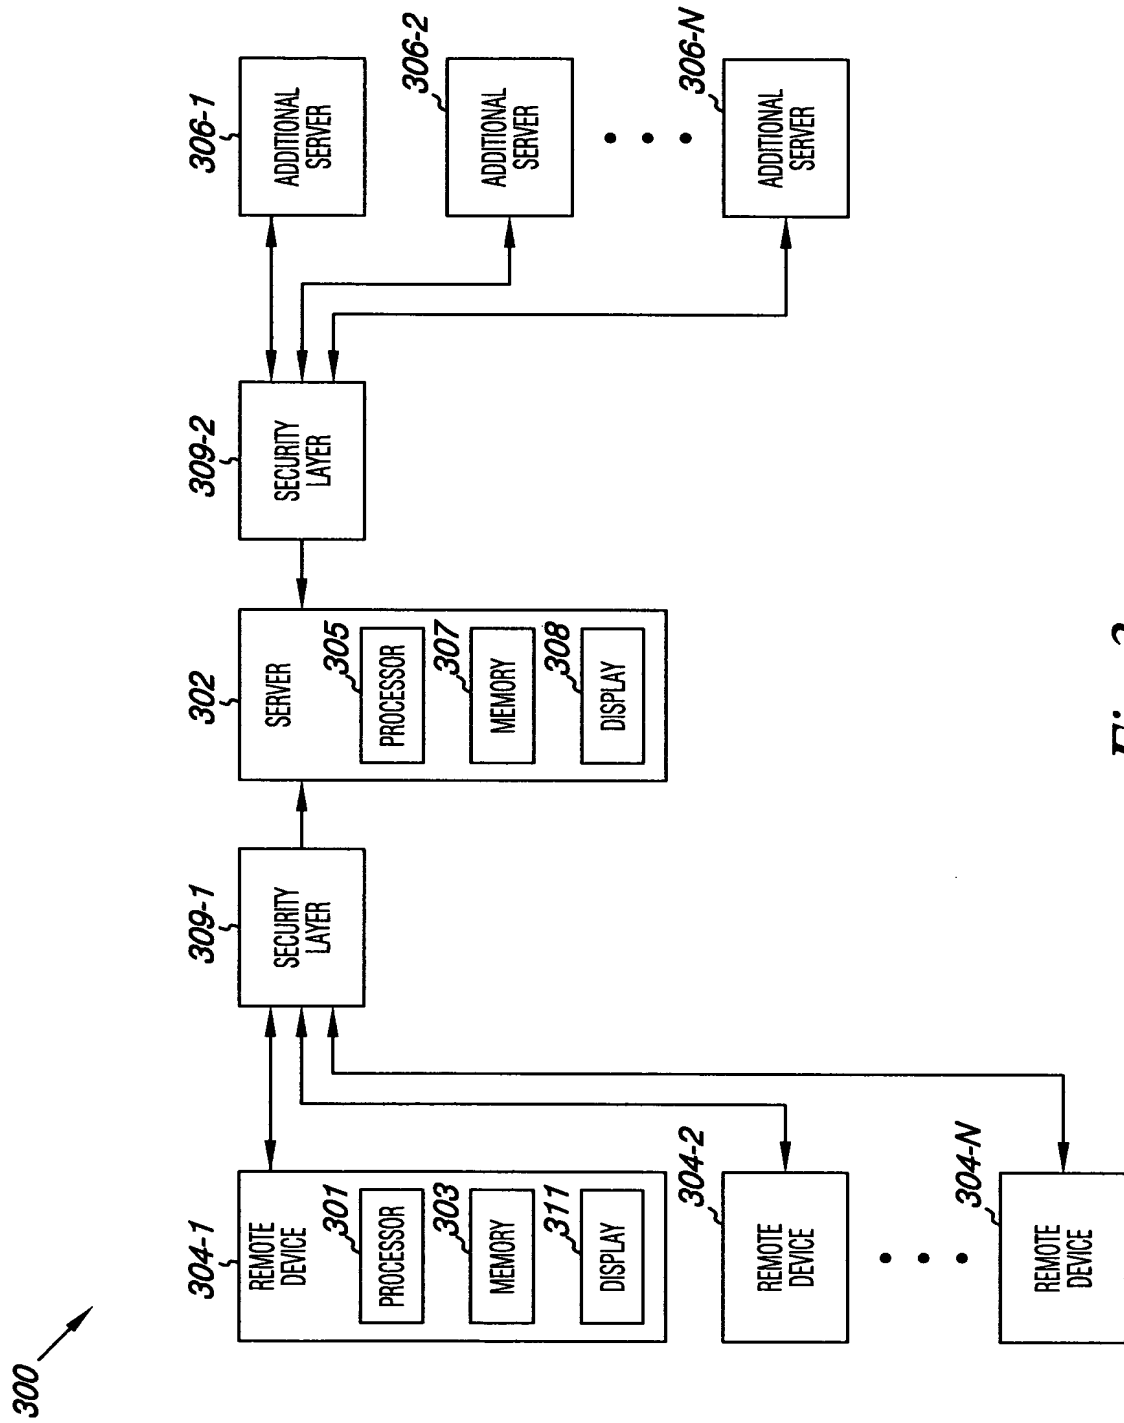 300
304-1
REMOTE
DEVICE
301
PROCESSOR
303
MEMORY
311
DISPLAY
304-2
REMOTE
DEVICE
304-N
REMOTE
DEVICE
309-1
SECURITY
LAYER
302
SERVER
305
PROCESSOR
307
MEMORY
308
DISPLAY
309-2
SECURITY
LAYER
306-1
ADDITIONAL
SERVER
306-2
ADDITIONAL
SERVER
306-N
ADDITIONAL
SERVER